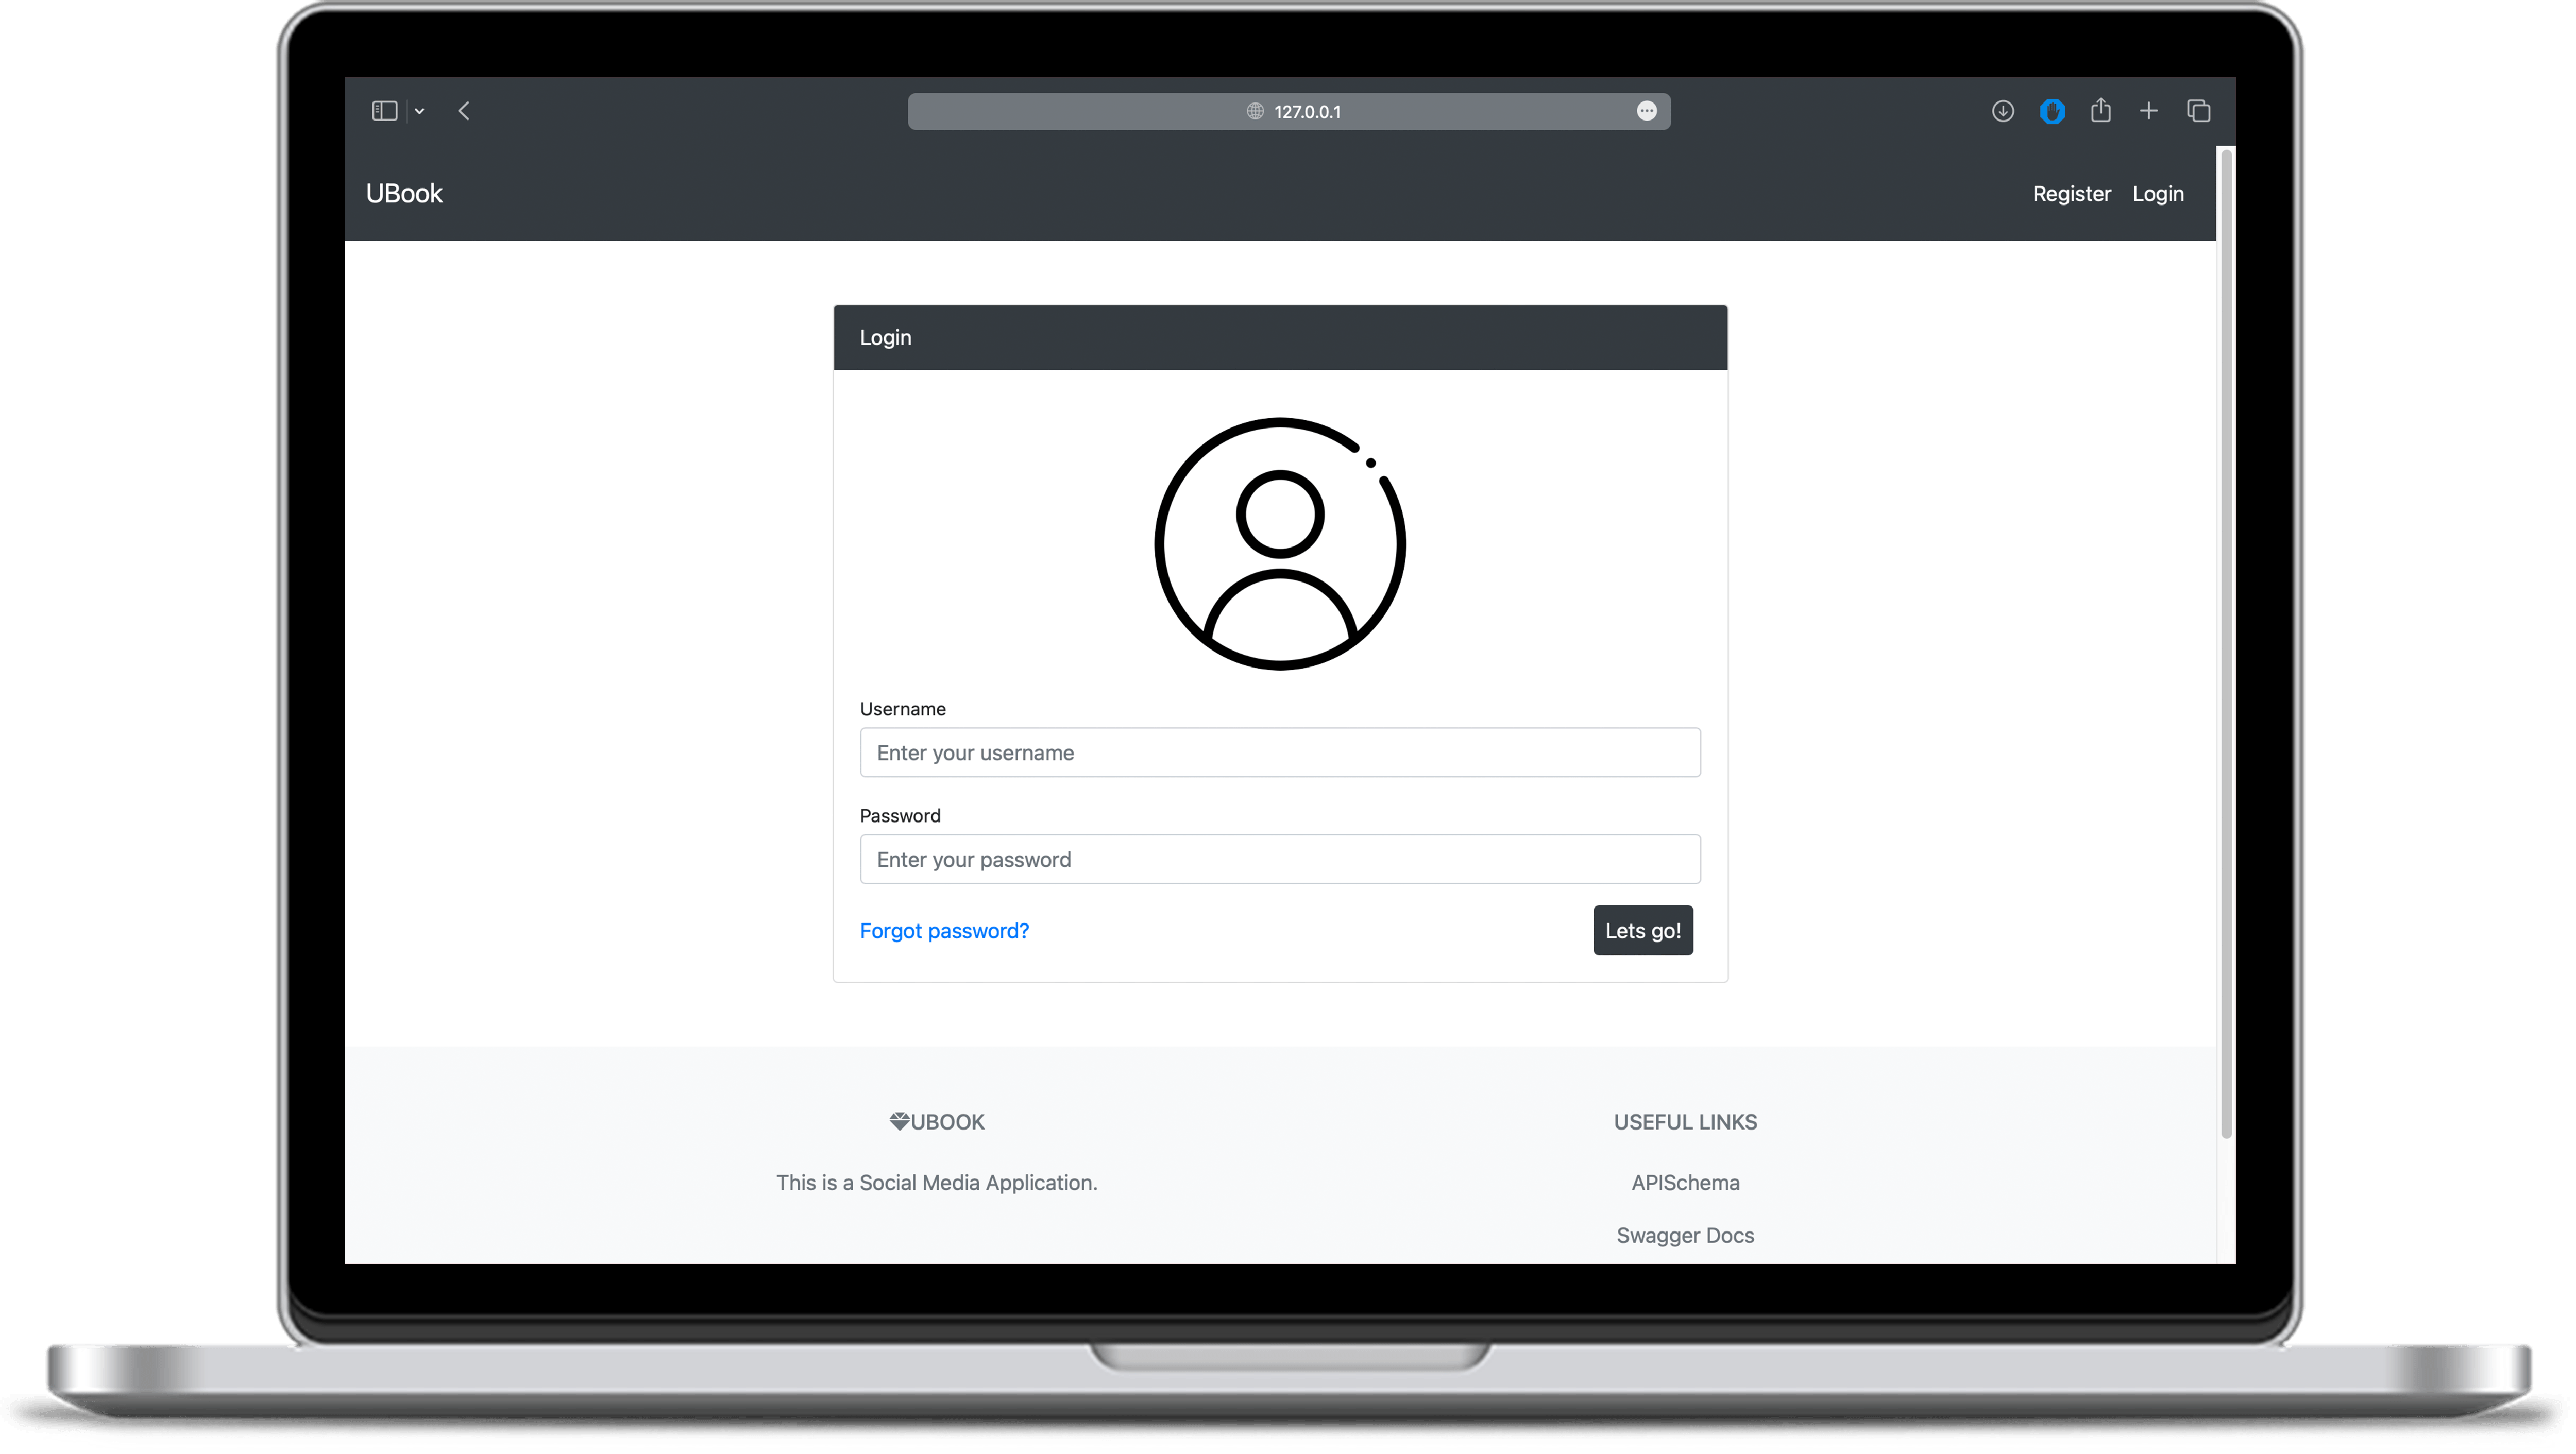 127.0.0.1
UBook
Register Login
Login
Username
Enter your username
Password
Enter your password
Forgot password?
Lets go!
UBOOK
USEFUL LINKS
This is a Social Media Application.
APISchema
Swagger Docs